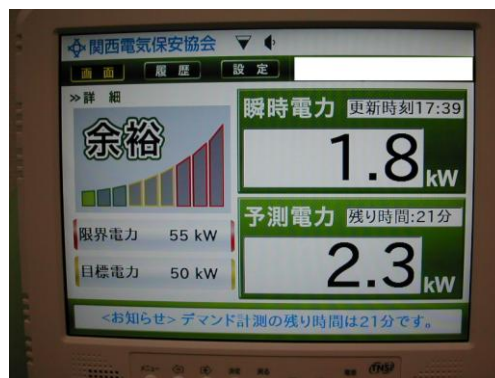 関西電気保安協会
画面 履歴 設定
≫詳 細
余裕
限界電力 55 kW
目標電力 50 kW
瞬時電力 更新時刻17:39
1.8 kW
予測電力 残り時間:21分
2.3 kW
<お知らせ> デマンド計測の残り時間は21分です。
メニュー